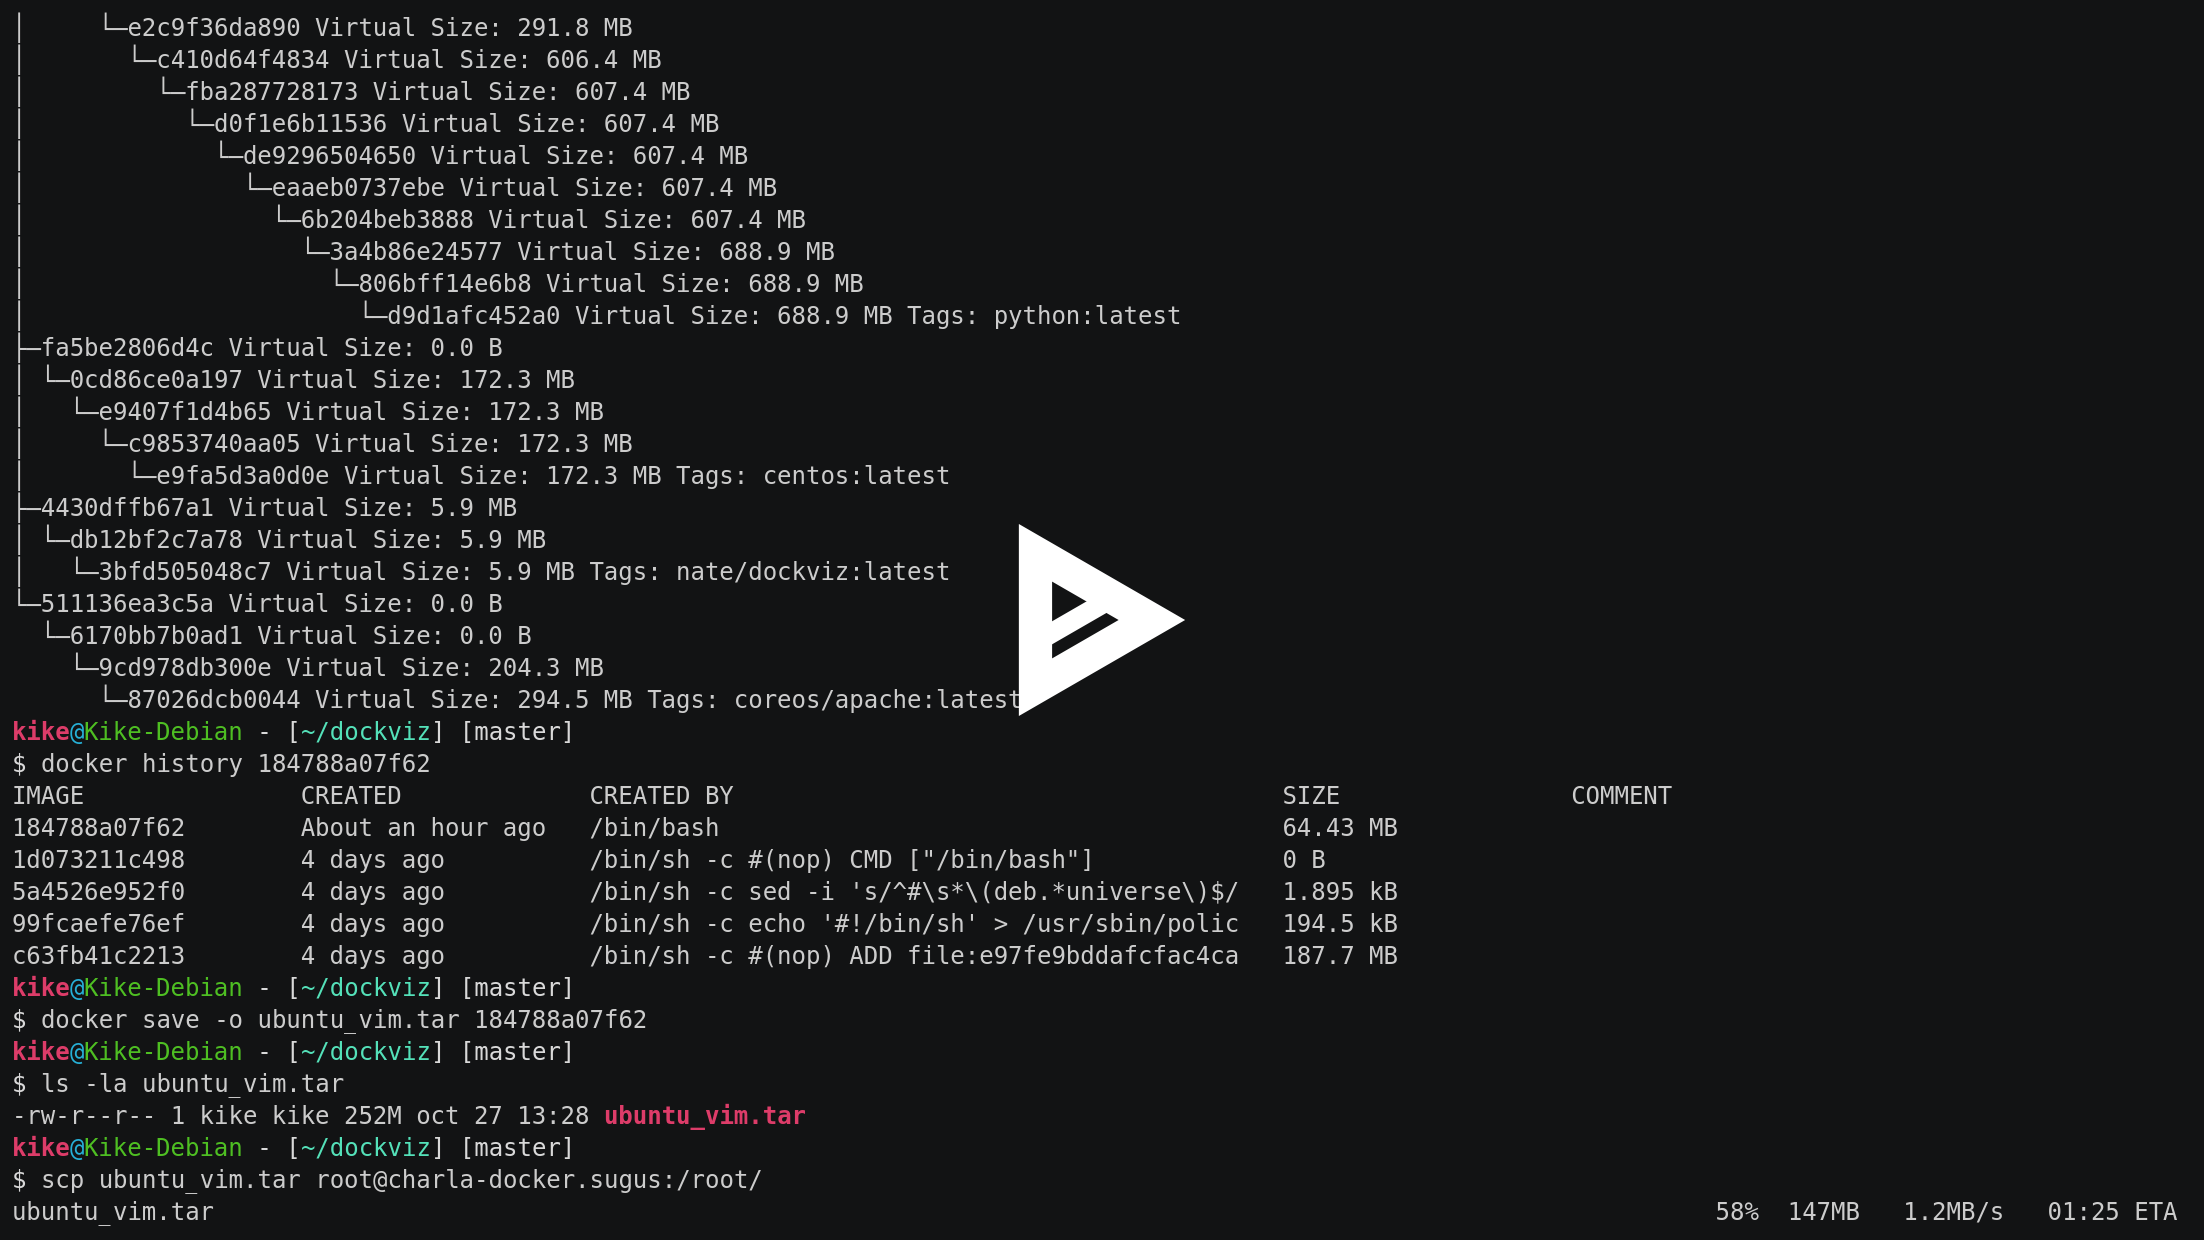 │     └─e2c9f36da890 Virtual Size: 291.8 MB
│       └─c410d64f4834 Virtual Size: 606.4 MB
│         └─fba287728173 Virtual Size: 607.4 MB
│           └─d0f1e6b11536 Virtual Size: 607.4 MB
│             └─de9296504650 Virtual Size: 607.4 MB
│               └─eaaeb0737ebe Virtual Size: 607.4 MB
│                 └─6b204beb3888 Virtual Size: 607.4 MB
│                   └─3a4b86e24577 Virtual Size: 688.9 MB
│                     └─806bff14e6b8 Virtual Size: 688.9 MB
│                       └─d9d1afc452a0 Virtual Size: 688.9 MB Tags: python:latest
├─fa5be2806d4c Virtual Size: 0.0 B
│ └─0cd86ce0a197 Virtual Size: 172.3 MB
│   └─e9407f1d4b65 Virtual Size: 172.3 MB
│     └─c9853740aa05 Virtual Size: 172.3 MB
│       └─e9fa5d3a0d0e Virtual Size: 172.3 MB Tags: centos:latest
├─4430dffb67a1 Virtual Size: 5.9 MB
│ └─db12bf2c7a78 Virtual Size: 5.9 MB
│   └─3bfd505048c7 Virtual Size: 5.9 MB Tags: nate/dockviz:latest
└─511136ea3c5a Virtual Size: 0.0 B
  └─6170bb7b0ad1 Virtual Size: 0.0 B
    └─9cd978db300e Virtual Size: 204.3 MB
      └─87026dcb0044 Virtual Size: 294.5 MB Tags: coreos/apache:latest
kike@Kike-Debian - [~/dockviz] [master]
$ docker history 184788a07f62
IMAGE               CREATED             CREATED BY                                      SIZE                COMMENT
184788a07f62        About an hour ago   /bin/bash                                       64.43 MB
1d073211c498        4 days ago          /bin/sh -c #(nop) CMD ["/bin/bash"]             0 B
5a4526e952f0        4 days ago          /bin/sh -c sed -i 's/^#\s*\(deb.*universe\)$/   1.895 kB
99fcaefe76ef        4 days ago          /bin/sh -c echo '#!/bin/sh' > /usr/sbin/polic   194.5 kB
c63fb41c2213        4 days ago          /bin/sh -c #(nop) ADD file:e97fe9bddafcfac4ca   187.7 MB
kike@Kike-Debian - [~/dockviz] [master]
$ docker save -o ubuntu_vim.tar 184788a07f62
kike@Kike-Debian - [~/dockviz] [master]
$ ls -la ubuntu_vim.tar
-rw-r--r-- 1 kike kike 252M oct 27 13:28 ubuntu_vim.tar
kike@Kike-Debian - [~/dockviz] [master]
$ scp ubuntu_vim.tar root@charla-docker.sugus:/root/
ubuntu_vim.tar                                                                                                        58%  147MB   1.2MB/s   01:25 ETA